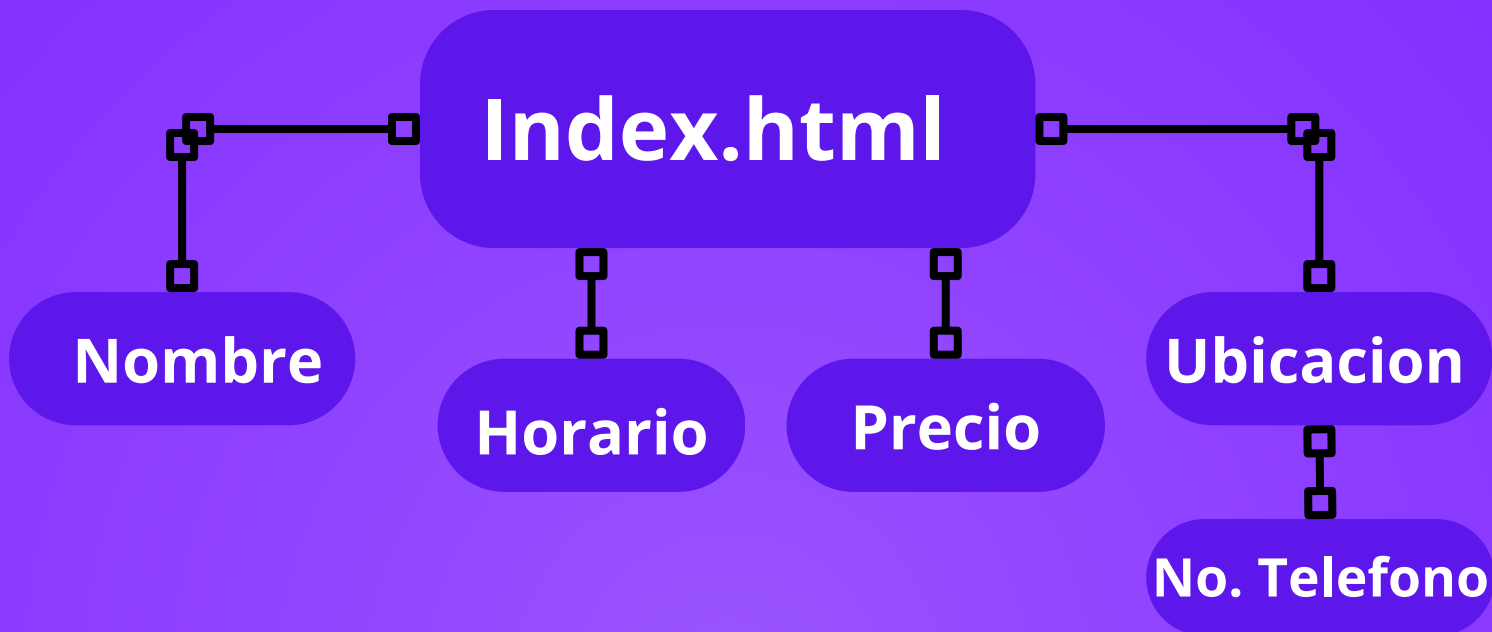 Index.html
Nombre
Horario
Precio
Ubicacion
No. Telefono